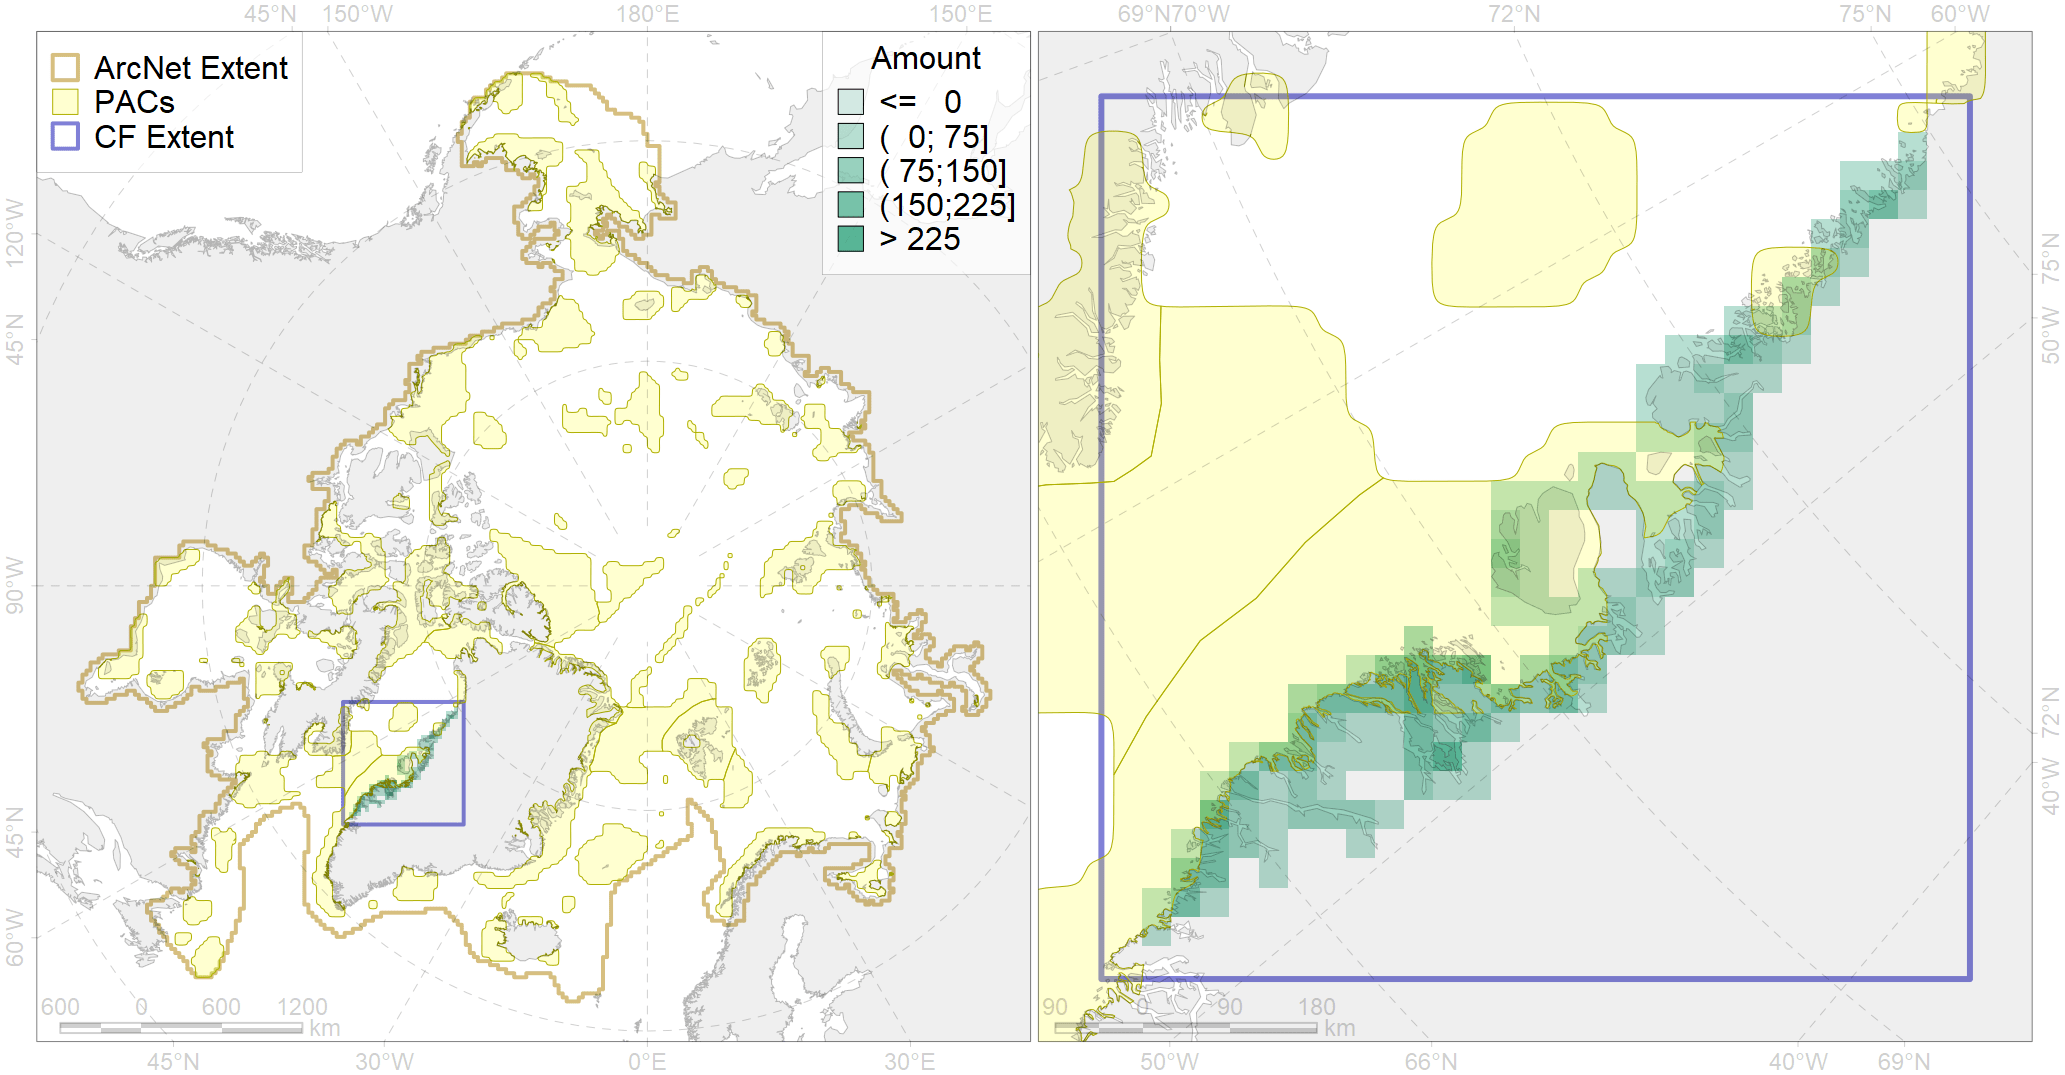 45°N 150°W 180°E 150°E 69°N70°W 72°N 75°N 60°W
ArcNet Extent
PACs
CF Extent
Amount
<= 0
( 0; 75]
( 75;150]
(150;225]
> 225
120°W
45°N
90°W
45°N
60°W
75°N
50°W
72°N
40°W
600 0 600 1200
km
90 0 90 180
km
45°N 30°W 0°E 30°E 50°W 66°N 40°W 69°N